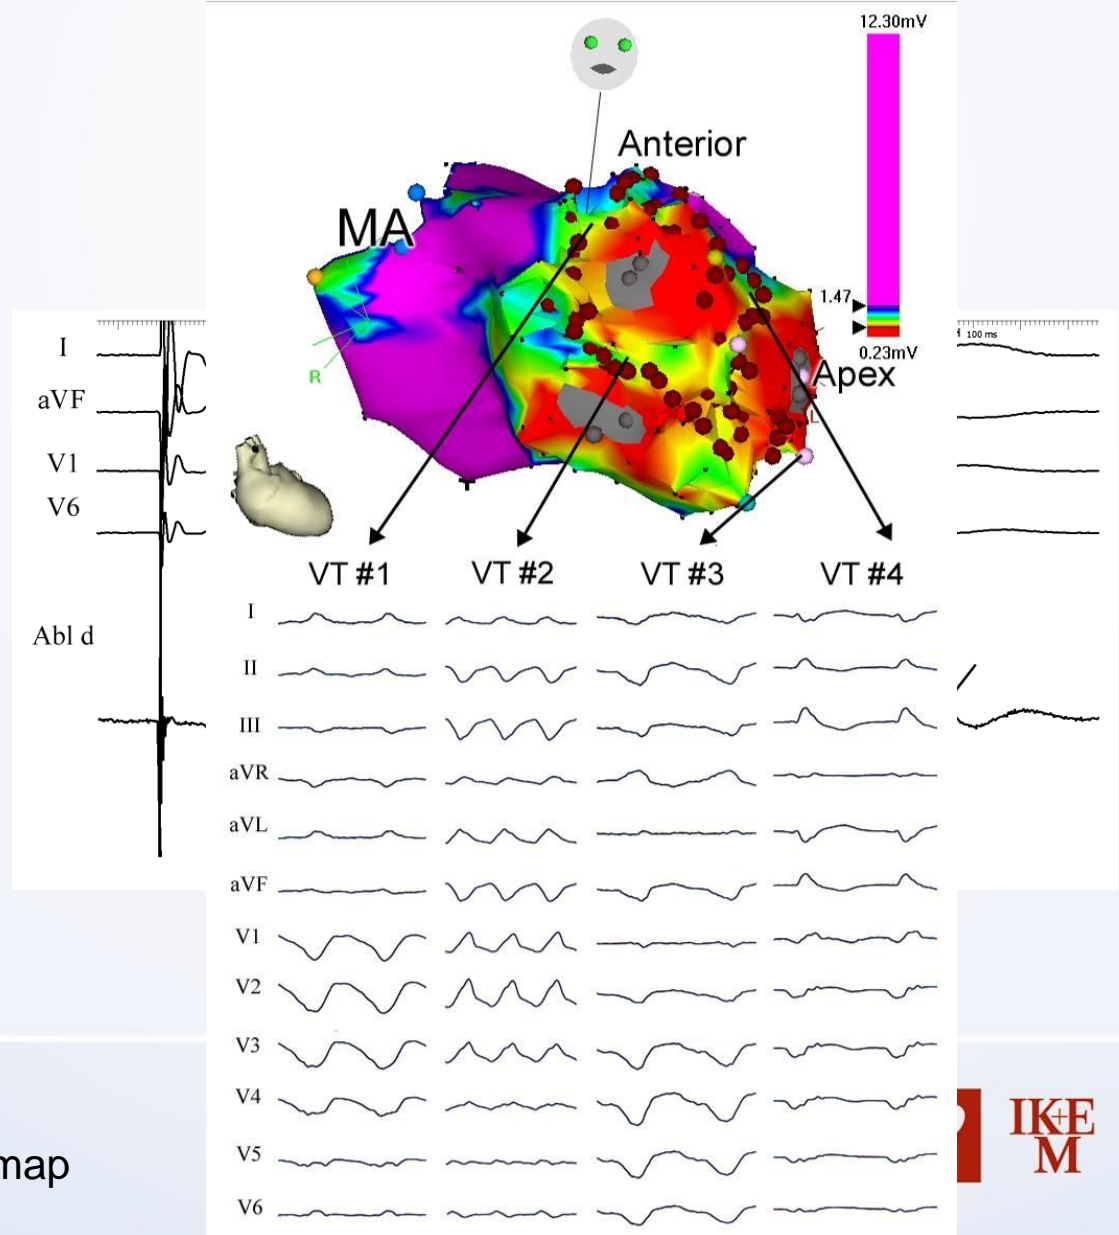 12.30mV
Anterior
MA
1.47
0.23mV
Apex
R
L
I
aVF
V1
V6
Abl d
100 ms
VT #1
VT #2
VT #3
VT #4
I
II
III
aVR
aVL
aVF
V1
V2
V3
V4
V5
V6
map
IK+E
M